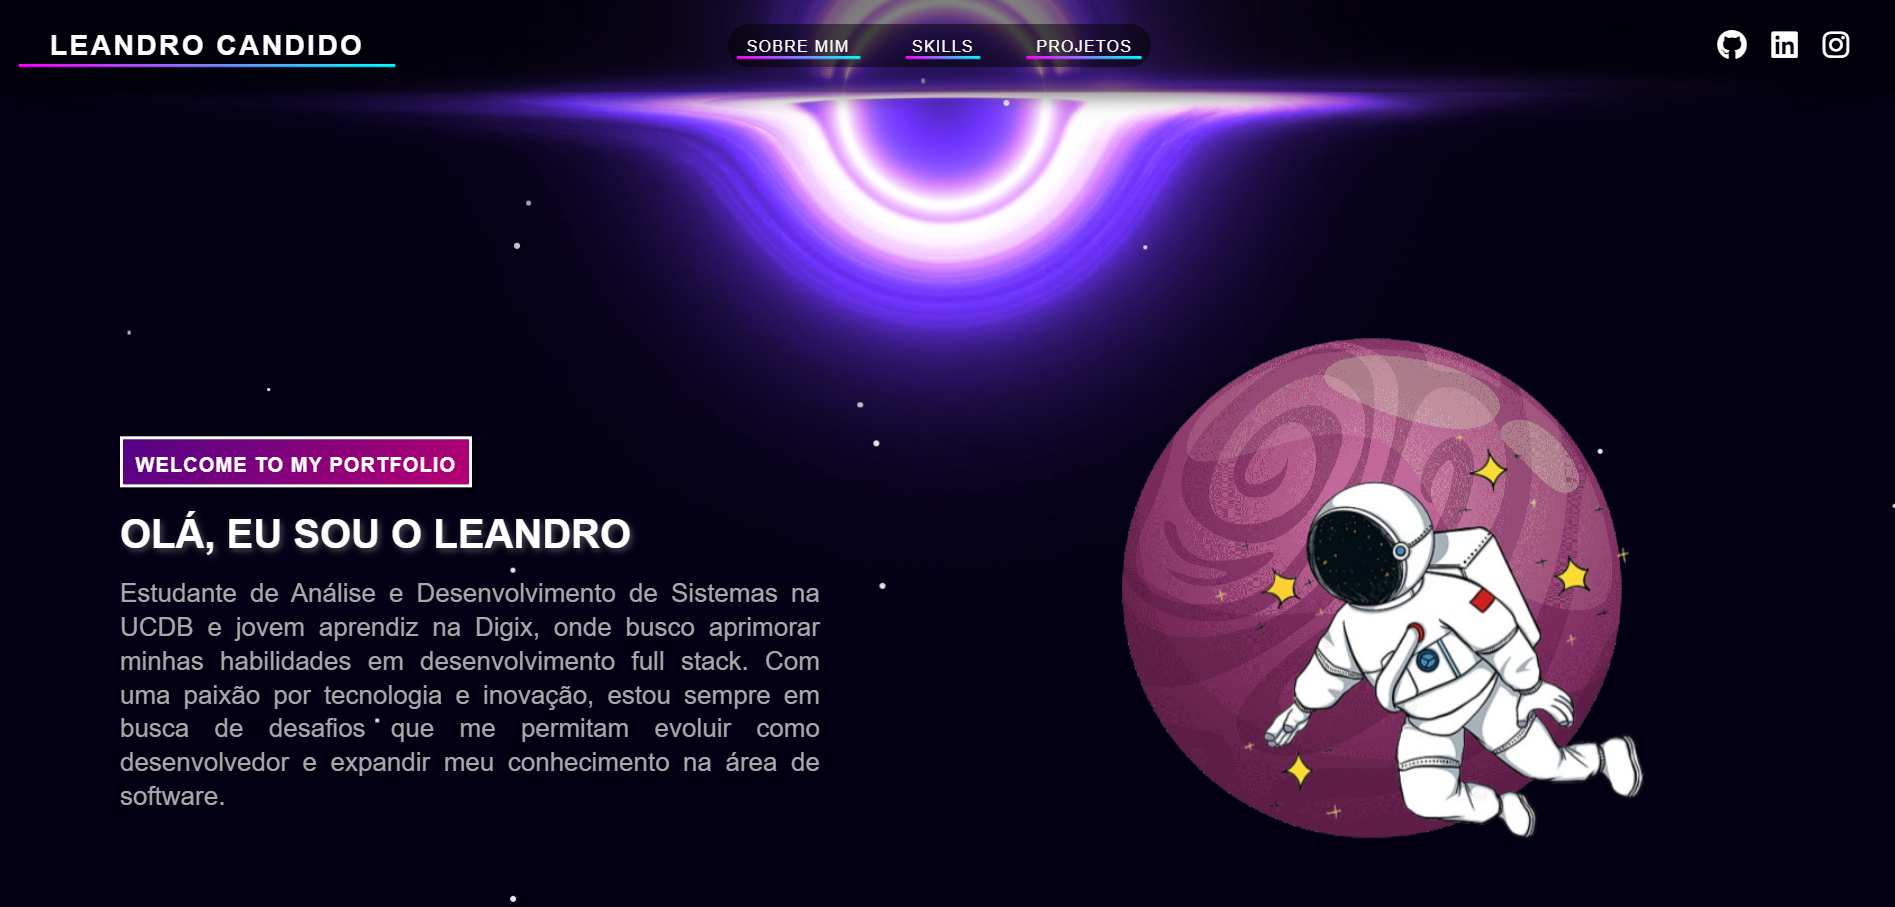 LEANDRO CANDIDO
SOBRE MIM
SKILLS
PROJETOS
WELCOME TO MY PORTFOLIO
OLÁ, EU SOU O LEANDRO
Estudante de Análise e Desenvolvimento de Sistemas na
UCDB e jovem aprendiz na Digix, onde busco aprimorar
minhas habilidades em desenvolvimento full stack. Com
uma paixão por tecnologia e inovação, estou sempre em
busca de desafios que me permitam evoluir como
desenvolvedor e expandir meu conhecimento na área de
software.